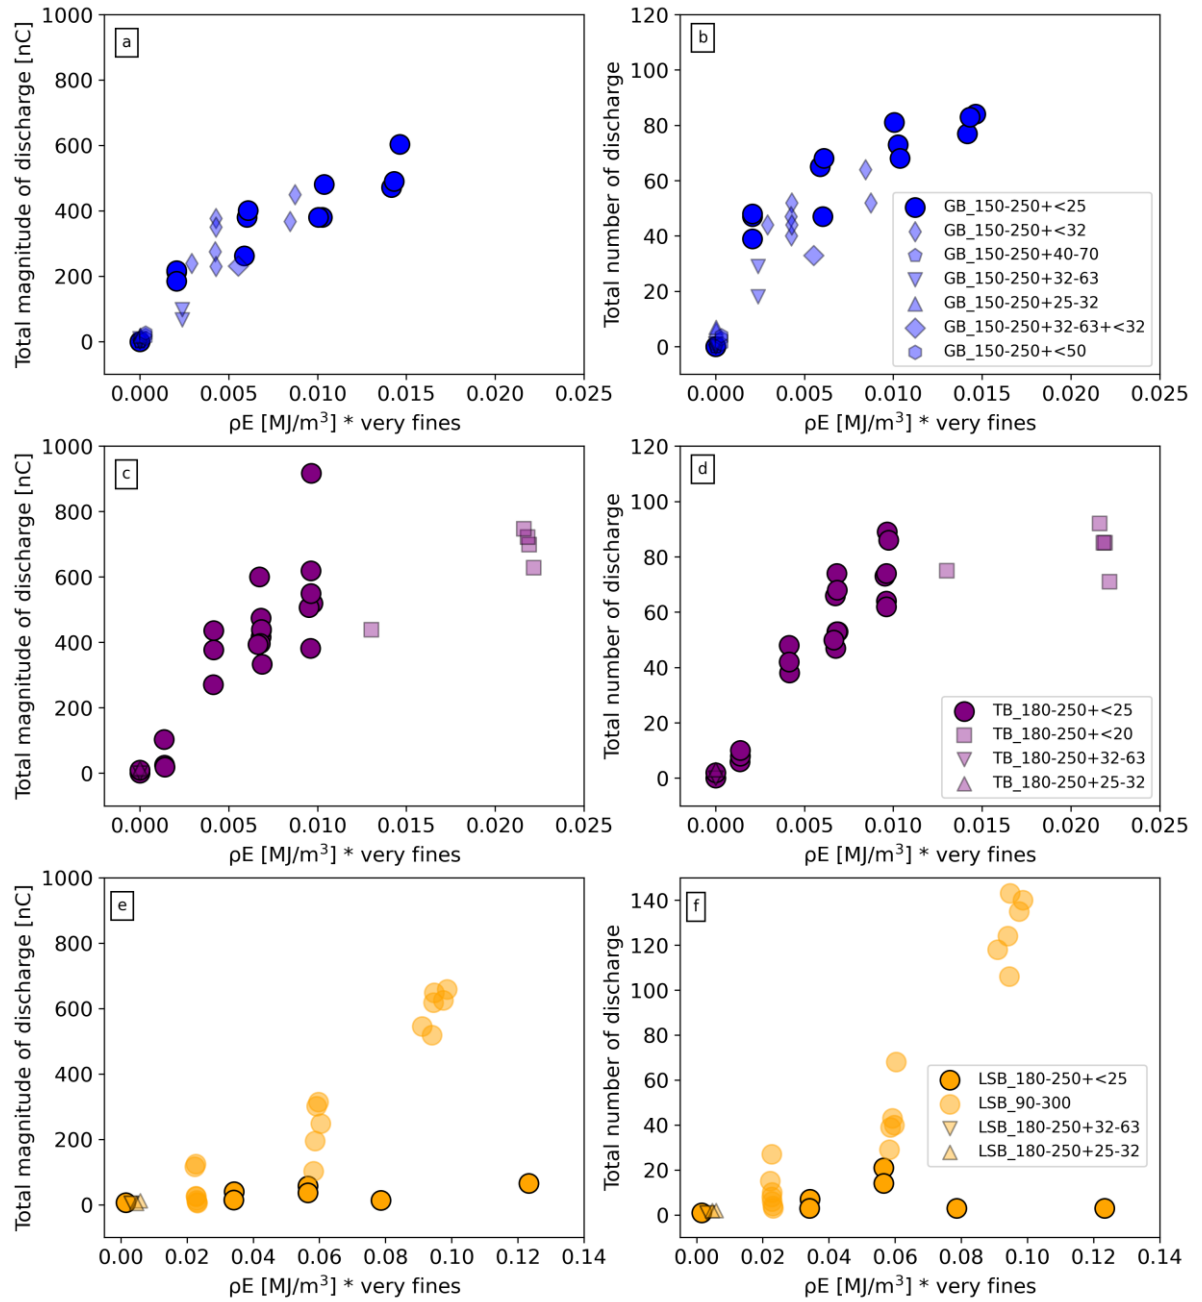 a
Total magnitude of discharge [nC]
1000
800
600
400
200
0
0.000 0.005 0.010 0.015 0.020 0.025
ρE [MJ/m³] * very fines
b
Total number of discharge
120
100
80
60
40
20
0
GB_150-250+<25
GB_150-250+<32
GB_150-250+40-70
GB_150-250+32-63
GB_150-250+25-32
GB_150-250+32-63+<32
GB_150-250+<50
0.000 0.005 0.010 0.015 0.020 0.025
ρE [MJ/m³] * very fines
c
Total magnitude of discharge [nC]
1000
800
600
400
200
0
0.000 0.005 0.010 0.015 0.020 0.025
ρE [MJ/m³] * very fines
d
Total number of discharge
120
100
80
60
40
20
0
TB_180-250+<25
TB_180-250+<20
TB_180-250+32-63
TB_180-250+25-32
0.000 0.005 0.010 0.015 0.020 0.025
ρE [MJ/m³] * very fines
e
Total magnitude of discharge [nC]
1000
800
600
400
200
0
0.00 0.02 0.04 0.06 0.08 0.10 0.12 0.14
ρE [MJ/m³] * very fines
f
Total number of discharge
140
120
100
80
60
40
20
0
LSB_180-250+<25
LSB_90-300
LSB_180-250+32-63
LSB_180-250+25-32
0.00 0.02 0.04 0.06 0.08 0.10 0.12 0.14
ρE [MJ/m³] * very fines